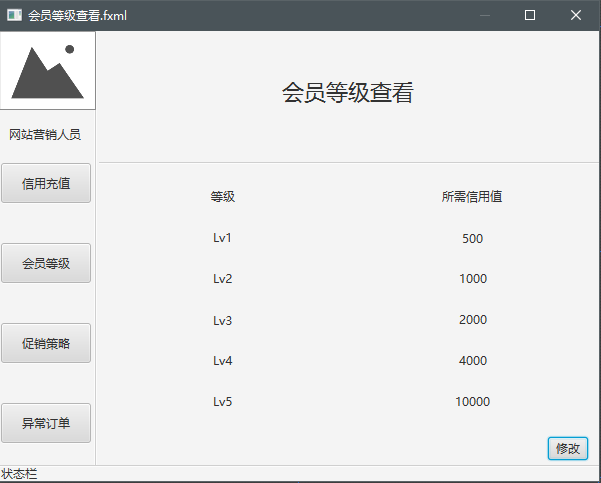 会员等级查看.fxml
会员等级查看
网站营销人员
信用充值
会员等级
促销策略
异常订单
等级 所需信用值
Lv1 500
Lv2 1000
Lv3 2000
Lv4 4000
Lv5 10000
修改
状态栏